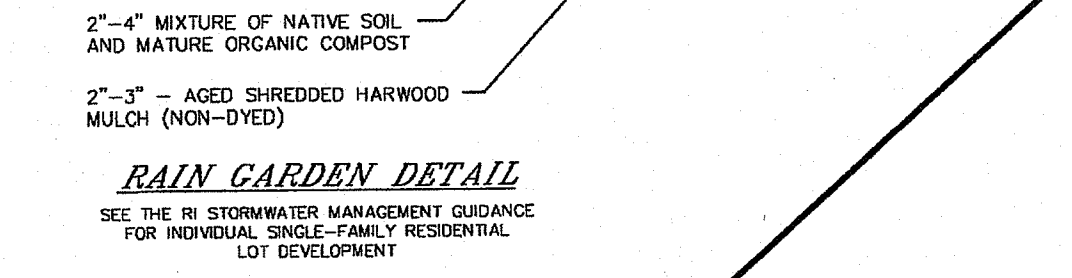 2"–4" MIXTURE OF NATIVE SOIL
AND MATURE ORGANIC COMPOST
2"–3" – AGED SHREDDED HARWOOD
MULCH (NON-DYED)
RAIN GARDEN DETAIL
SEE THE RI STORMWATER MANAGEMENT GUIDANCE
FOR INDIVIDUAL SINGLE–FAMILY RESIDENTIAL
LOT DEVELOPMENT